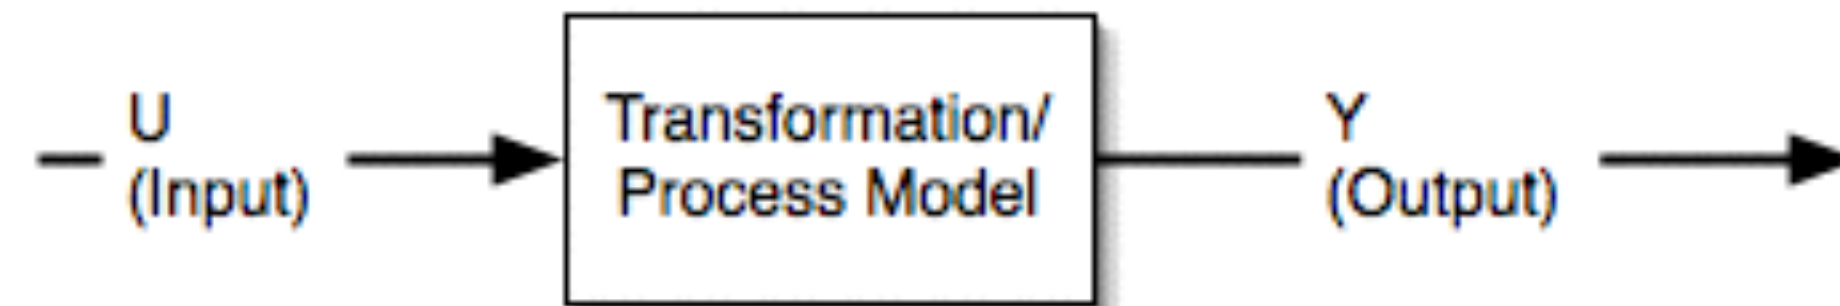 U
(Input)
Transformation/
Process Model
Y
(Output)